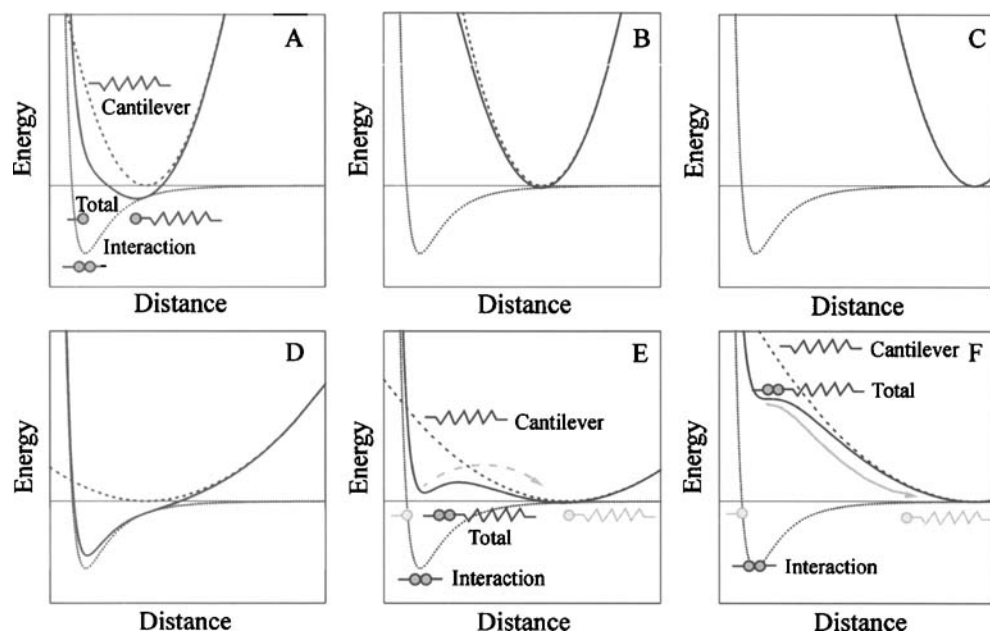 A
Cantilever
Total
Interaction
Energy
Distance
B
Energy
Distance
C
Energy
Distance
D
Energy
Distance
E
Cantilever
Total
Interaction
Energy
Distance
F
Cantilever
Total
Interaction
Energy
Distance